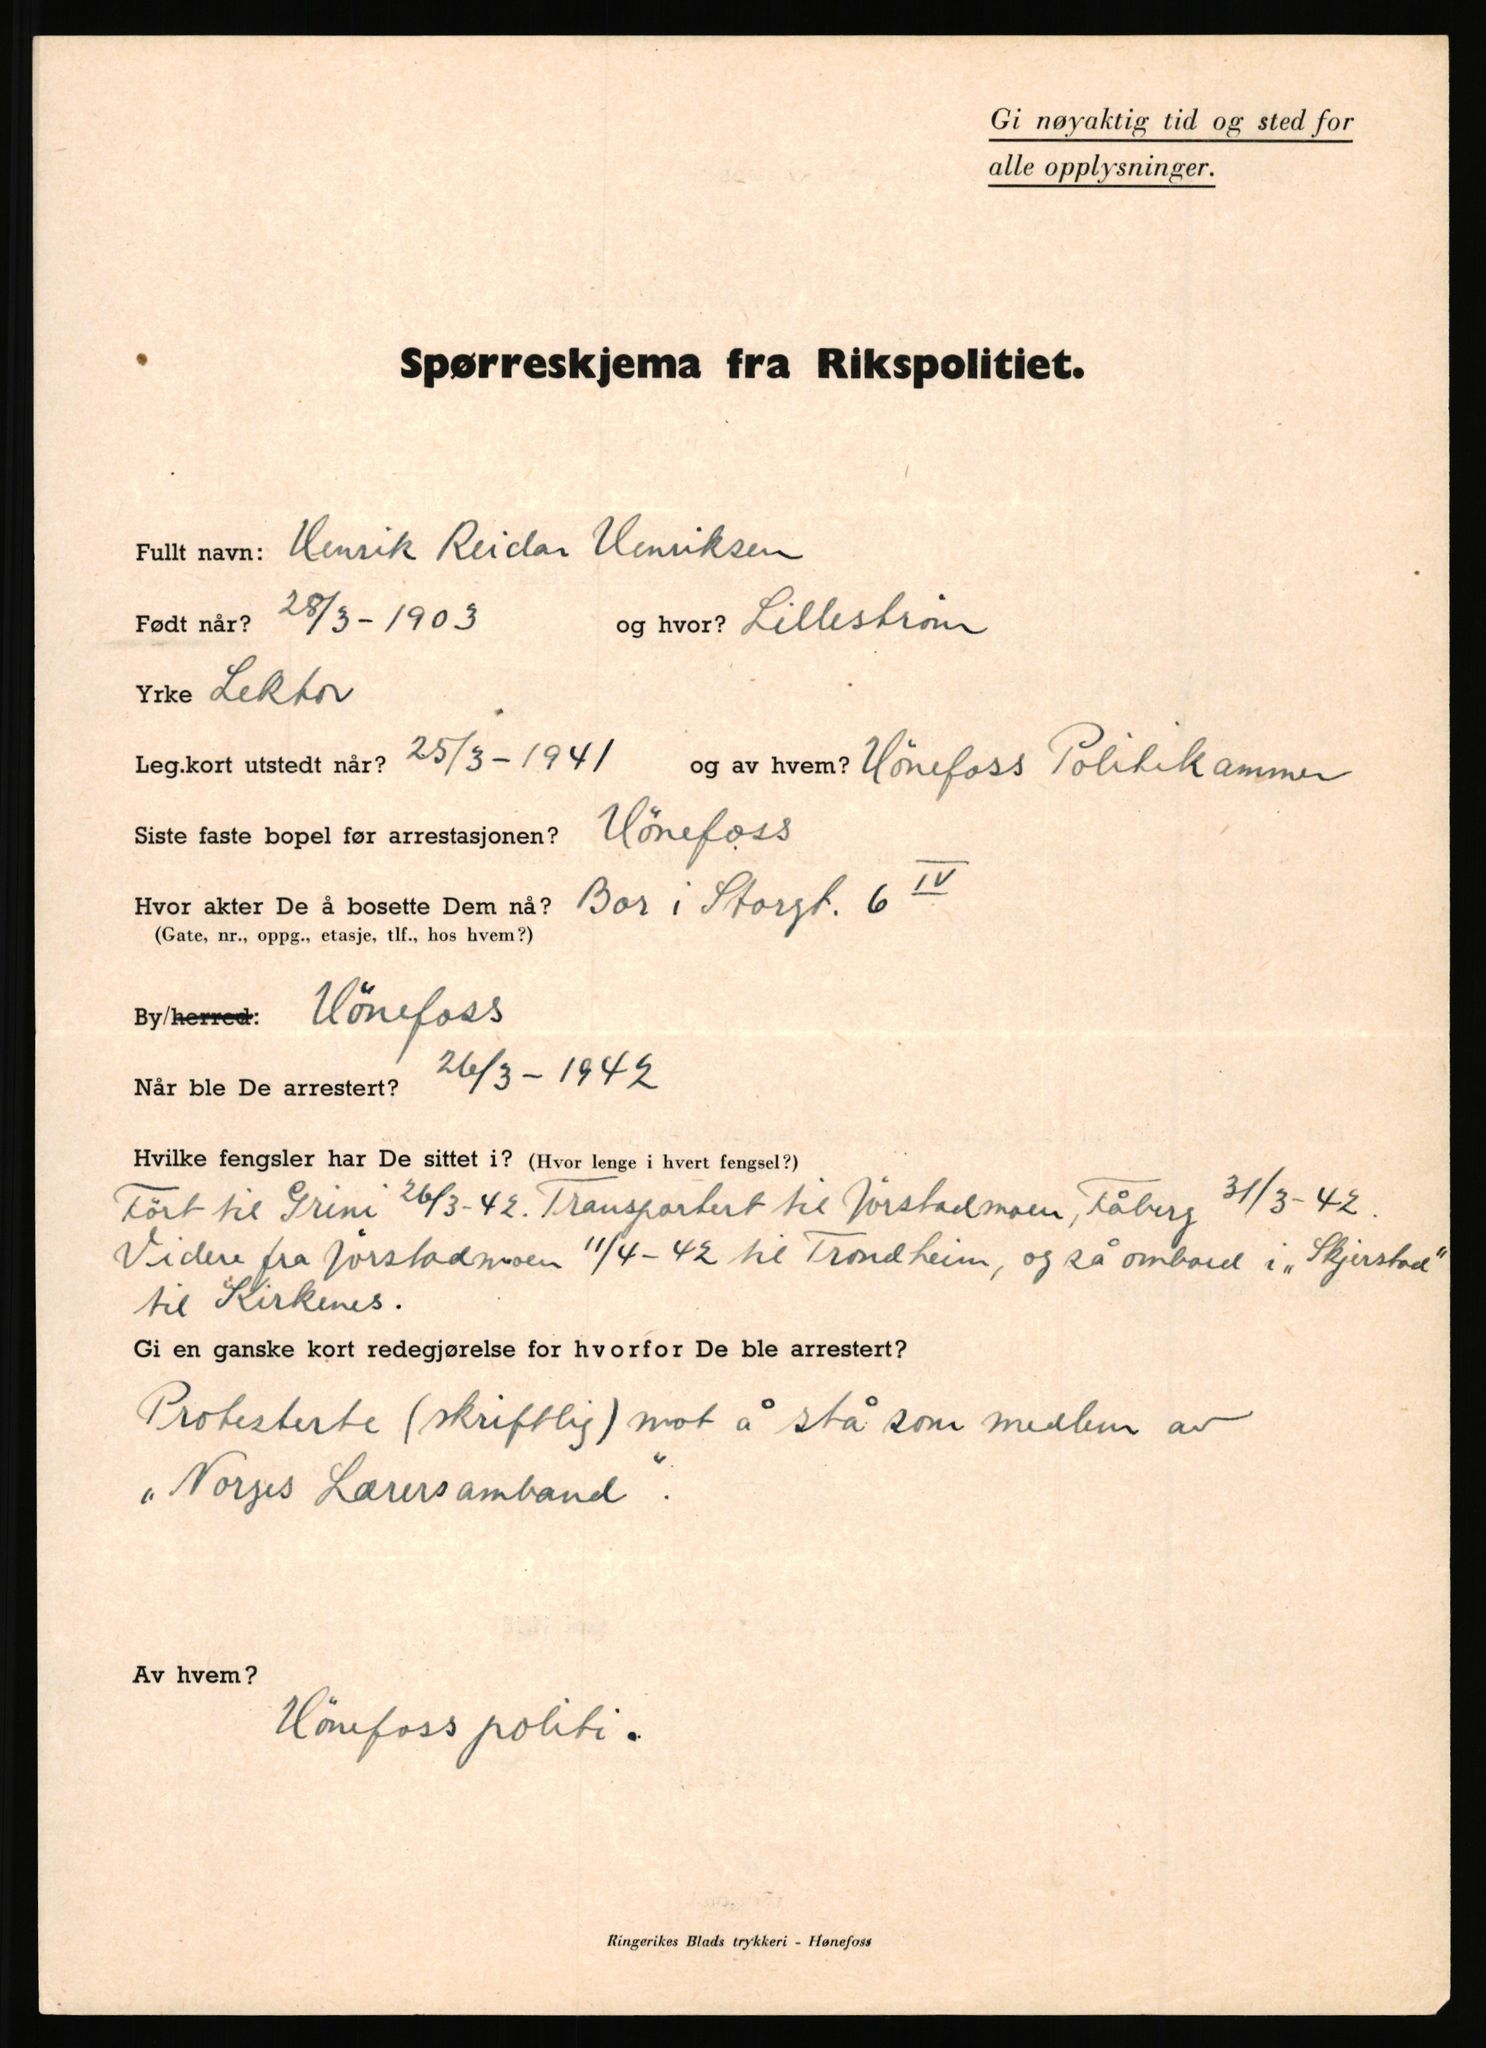 Gi nøyaktig tid og sted for
alle opplysninger.
Spørreskjema fra Rikspolitiet.
Fullt navn: Henrik Reidar Henriksen
Født når? 28/3 - 1903 og hvor? Lillestrøm
Yrke Lektor
Leg.kort utstedt når? 25/3 - 1941 og av hvem? Hönefoss Politikammer
Siste faste bopel før arrestasjonen? Hönefoss
Hvor akter De å bosette Dem nå? Bor i Storgt. 6 IV
(Gate, nr., oppg., etasje, tlf., hos hvem?)
By/herred: Hönefoss
Når ble De arrestert? 26/3 - 1942
Hvilke fengsler har De sittet i? (Hvor lenge i hvert fengsel?)
Fört til Grini 26/3-42. Transportert til Jørstadmoen, Fåberg 31/3-42.
Videre fra Jørstadmoen 11/4-42 til Trondheim, og så ombord i „Skjerstad"
til Kirkenes.
Gi en ganske kort redegjørelse for hvorfor De ble arrestert?
Protesterte (skriftlig) mot å stå som medlem av
„Norges Lærersamband".
Av hvem?
Hönefoss politi.
Ringerikes Blads trykkeri - Hønefoss